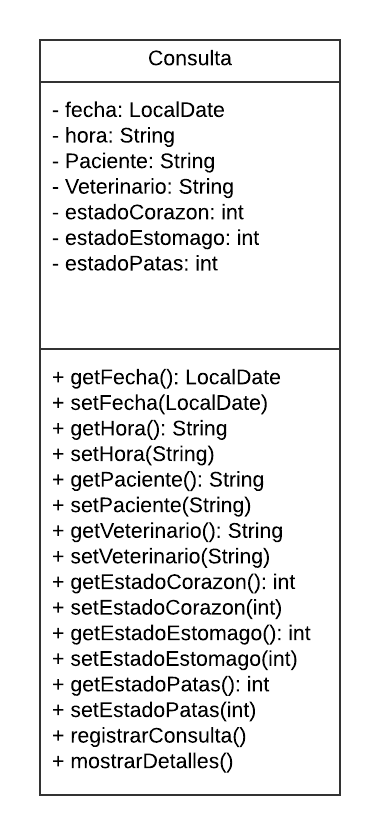 Consulta
- fecha: LocalDate
- hora: String
- Paciente: String
- Veterinario: String
- estadoCorazon: int
- estadoEstomago: int
- estadoPatas: int
+ getFecha(): LocalDate
+ setFecha(LocalDate)
+ getHora(): String
+ setHora(String)
+ getPaciente(): String
+ setPaciente(String)
+ getVeterinario(): String
+ setVeterinario(String)
+ getEstadoCorazon(): int
+ setEstadoCorazon(int)
+ getEstadoEstomago(): int
+ setEstadoEstomago(int)
+ getEstadoPatas(): int
+ setEstadoPatas(int)
+ registrarConsulta()
+ mostrarDetalles()